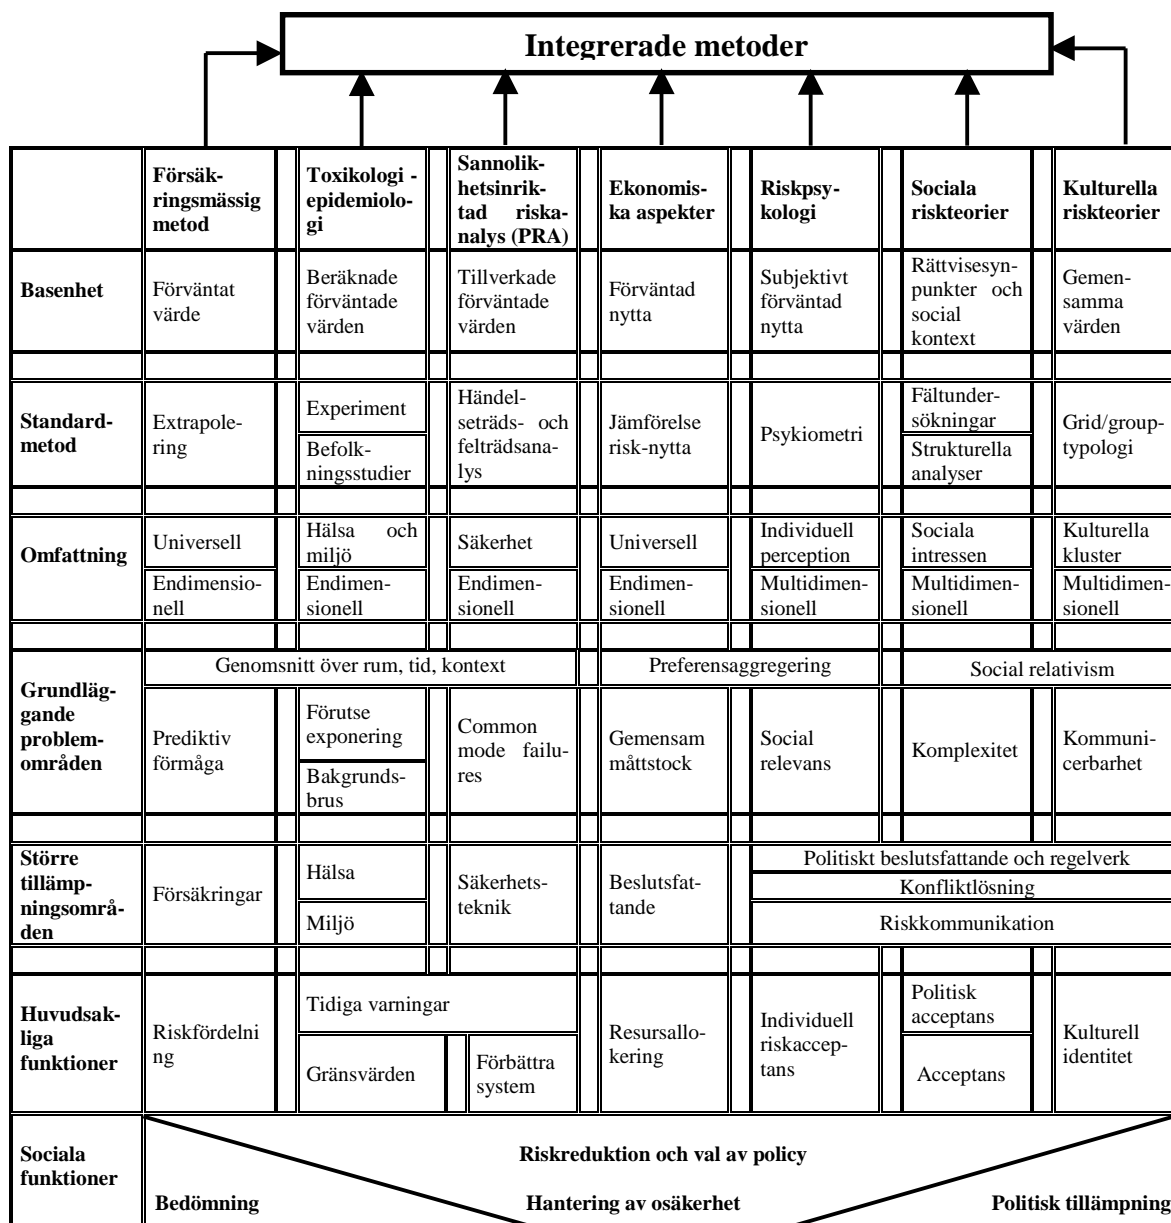 Integrerade metoder
Försäk-
ringsmässig
metod
Toxikologi -
epidemiolo-
gi
Sannolik-
hetsinrik-
tad riska-
nalys (PRA)
Ekonomis-
ka aspekter
Riskpsy-
kologi
Sociala
riskteorier
Kulturella
riskteorier
Basenhet
Förväntat
värde
Beräknade
förväntade
värden
Tillverkade
förväntade
värden
Förväntad
nytta
Subjektivt
förväntad
nytta
Rättvisesyn-
punkter och
social
kontext
Gemen-
samma
värden
Standard-
metod
Extrapole-
ring
Experiment
Befolk-
ningsstudier
Händel-
seträds- och
felträdsana-
lys
Jämförelse
risk-nytta
Psykiometri
Fältunder-
sökningar
Strukturella
analyser
Grid/group-
typologi
Omfattning
Universell
Endimensio-
nell
Hälsa och
miljö
Endimen-
sionell
Säkerhet
Endimen-
sionell
Universell
Endimen-
sionell
Individuell
perception
Multidimen-
sionell
Sociala
intressen
Multidimen-
sionell
Kulturella
kluster
Multidimen-
sionell
Grundläg-
gande
problem-
områden
Genomsnitt över rum, tid, kontext
Preferensaggregering
Social relativism
Prediktiv
förmåga
Förutse
exponering
Bakgrunds-
brus
Common
mode failu-
res
Gemensam
måttstock
Social
relevans
Komplexitet
Kommuni-
cerbarhet
Större
tillämp-
ningsområ-
den
Försäkringar
Hälsa
Miljö
Säkerhets-
teknik
Beslutsfat-
tande
Politiskt beslutsfattande och regelverk
Konfliktlösning
Riskkommunikation
Huvudsak-
liga
funktioner
Riskfördelni
ng
Tidiga varningar
Gränsvärden
Förbättra
system
Resursallo-
kering
Individuell
riskaccep-
tans
Politisk
acceptans
Acceptans
Kulturell
identitet
Sociala
funktioner
Riskreduktion och val av policy
Bedömning
Hantering av osäkerhet
Politisk tillämpning